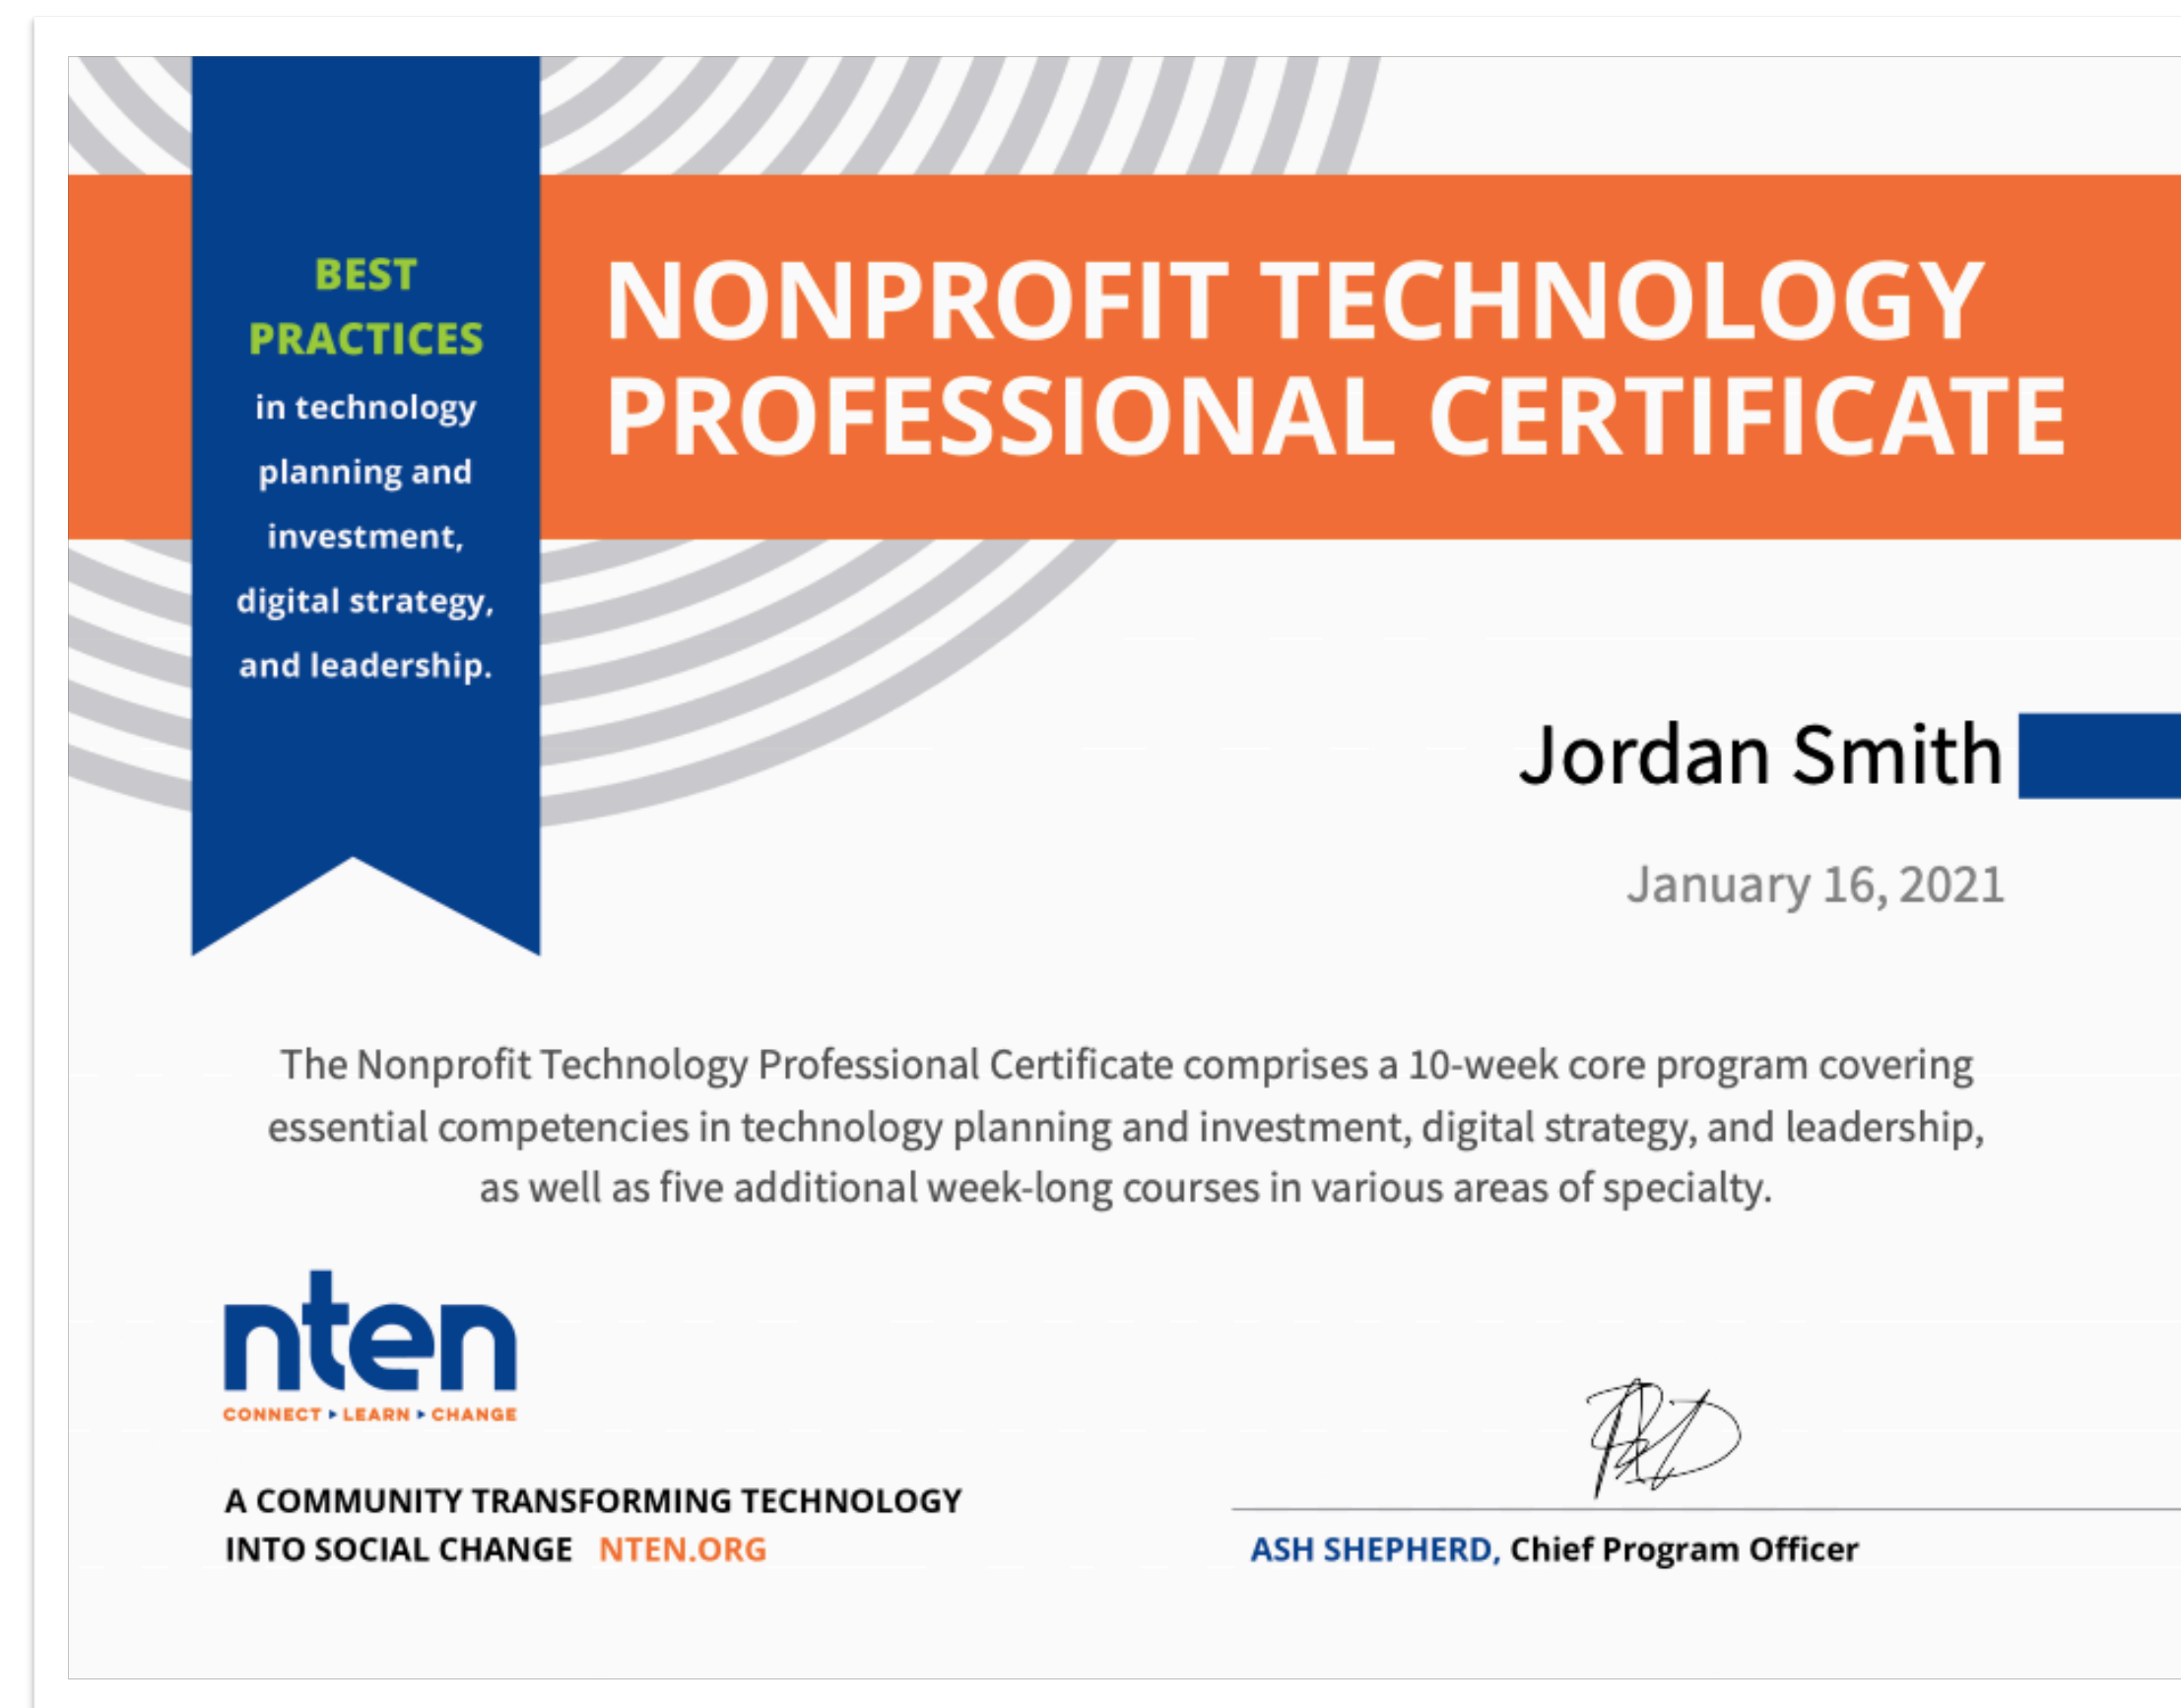 BEST
PRACTICES
in technology
planning and
investment,
digital strategy,
and leadership.
NONPROFIT TECHNOLOGY
PROFESSIONAL CERTIFICATE
Jordan Smith
January 16, 2021
The Nonprofit Technology Professional Certificate comprises a 10-week core program covering
essential competencies in technology planning and investment, digital strategy, and leadership,
as well as five additional week-long courses in various areas of specialty.
nten
CONNECT ▸ LEARN ▸ CHANGE
A COMMUNITY TRANSFORMING TECHNOLOGY
INTO SOCIAL CHANGE NTEN.ORG
ASH SHEPHERD, Chief Program Officer